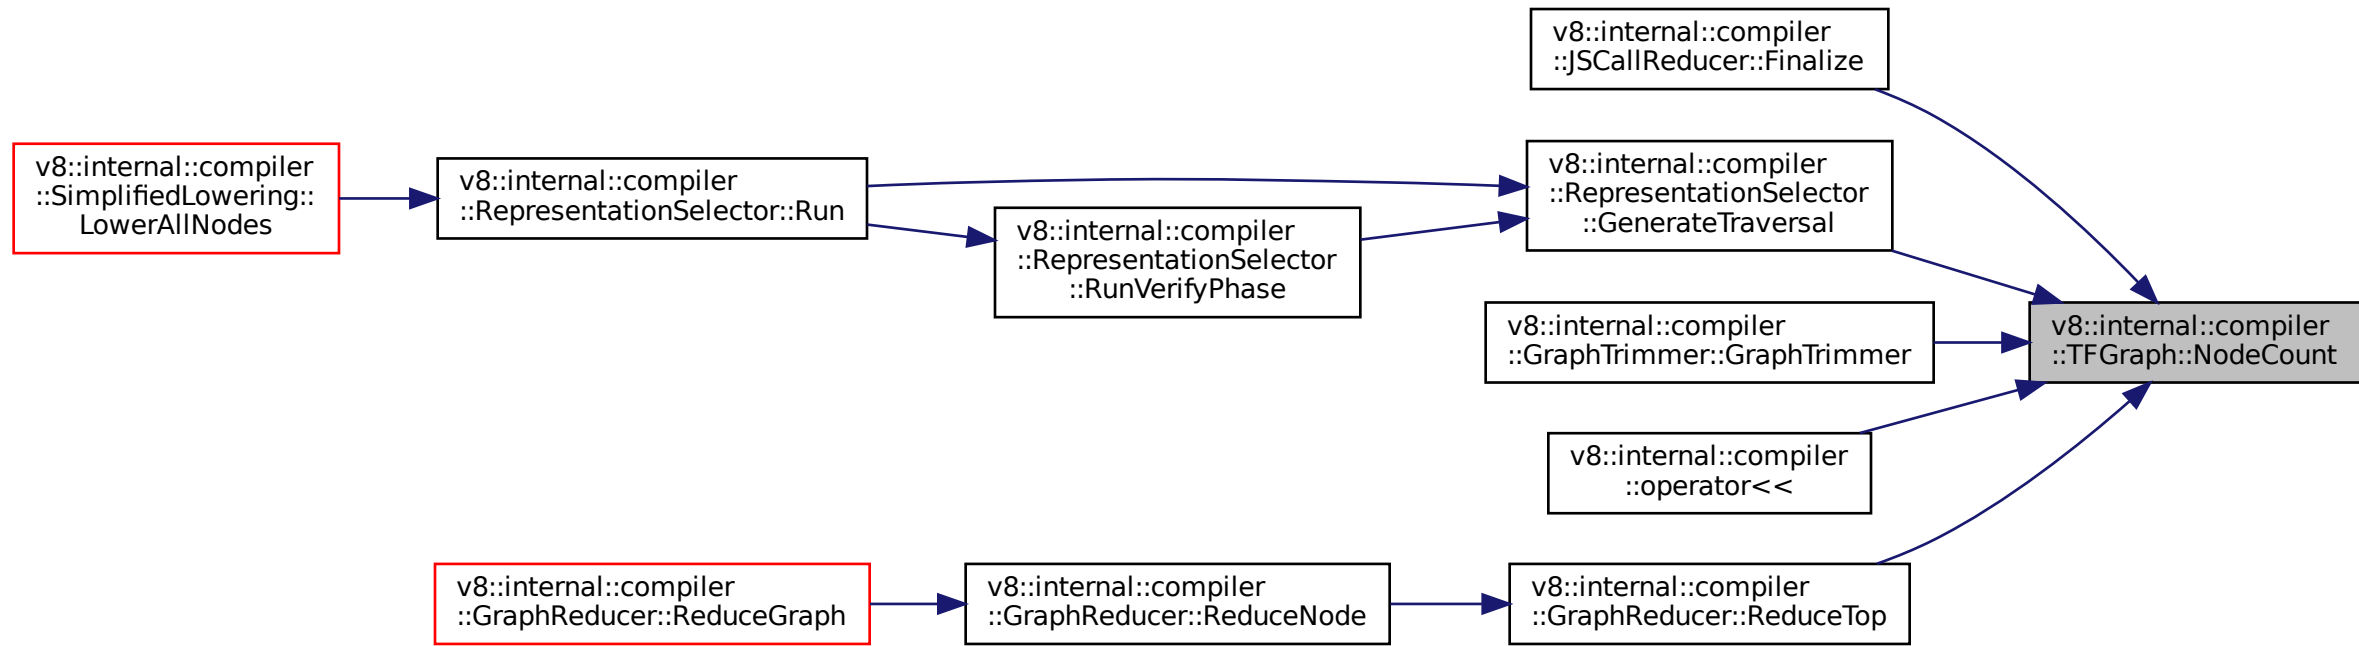 v8::internal::compiler
::JSCallReducer::Finalize
v8::internal::compiler
::SimplifiedLowering::
LowerAllNodes
v8::internal::compiler
::RepresentationSelector::Run
v8::internal::compiler
::RepresentationSelector
::GenerateTraversal
v8::internal::compiler
::RepresentationSelector
::RunVerifyPhase
v8::internal::compiler
::GraphTrimmer::GraphTrimmer
v8::internal::compiler
::TFGraph::NodeCount
v8::internal::compiler
::operator<<
v8::internal::compiler
::GraphReducer::ReduceGraph
v8::internal::compiler
::GraphReducer::ReduceNode
v8::internal::compiler
::GraphReducer::ReduceTop